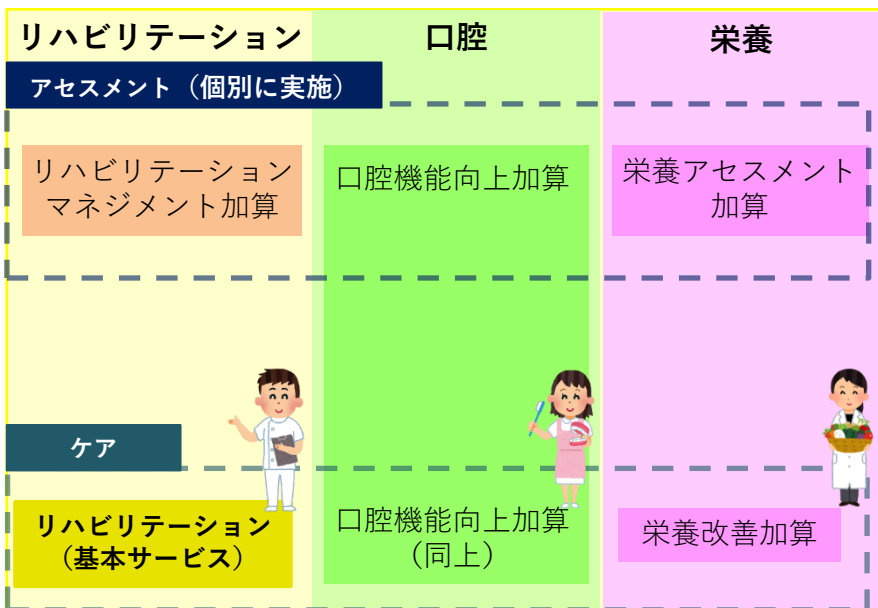 リハビリテーション
口腔
栄養
アセスメント（個別に実施）
リハビリテーション
マネジメント加算
口腔機能向上加算
栄養アセスメント
加算
ケア
リハビリテーション
（基本サービス）
口腔機能向上加算
（同上）
栄養改善加算